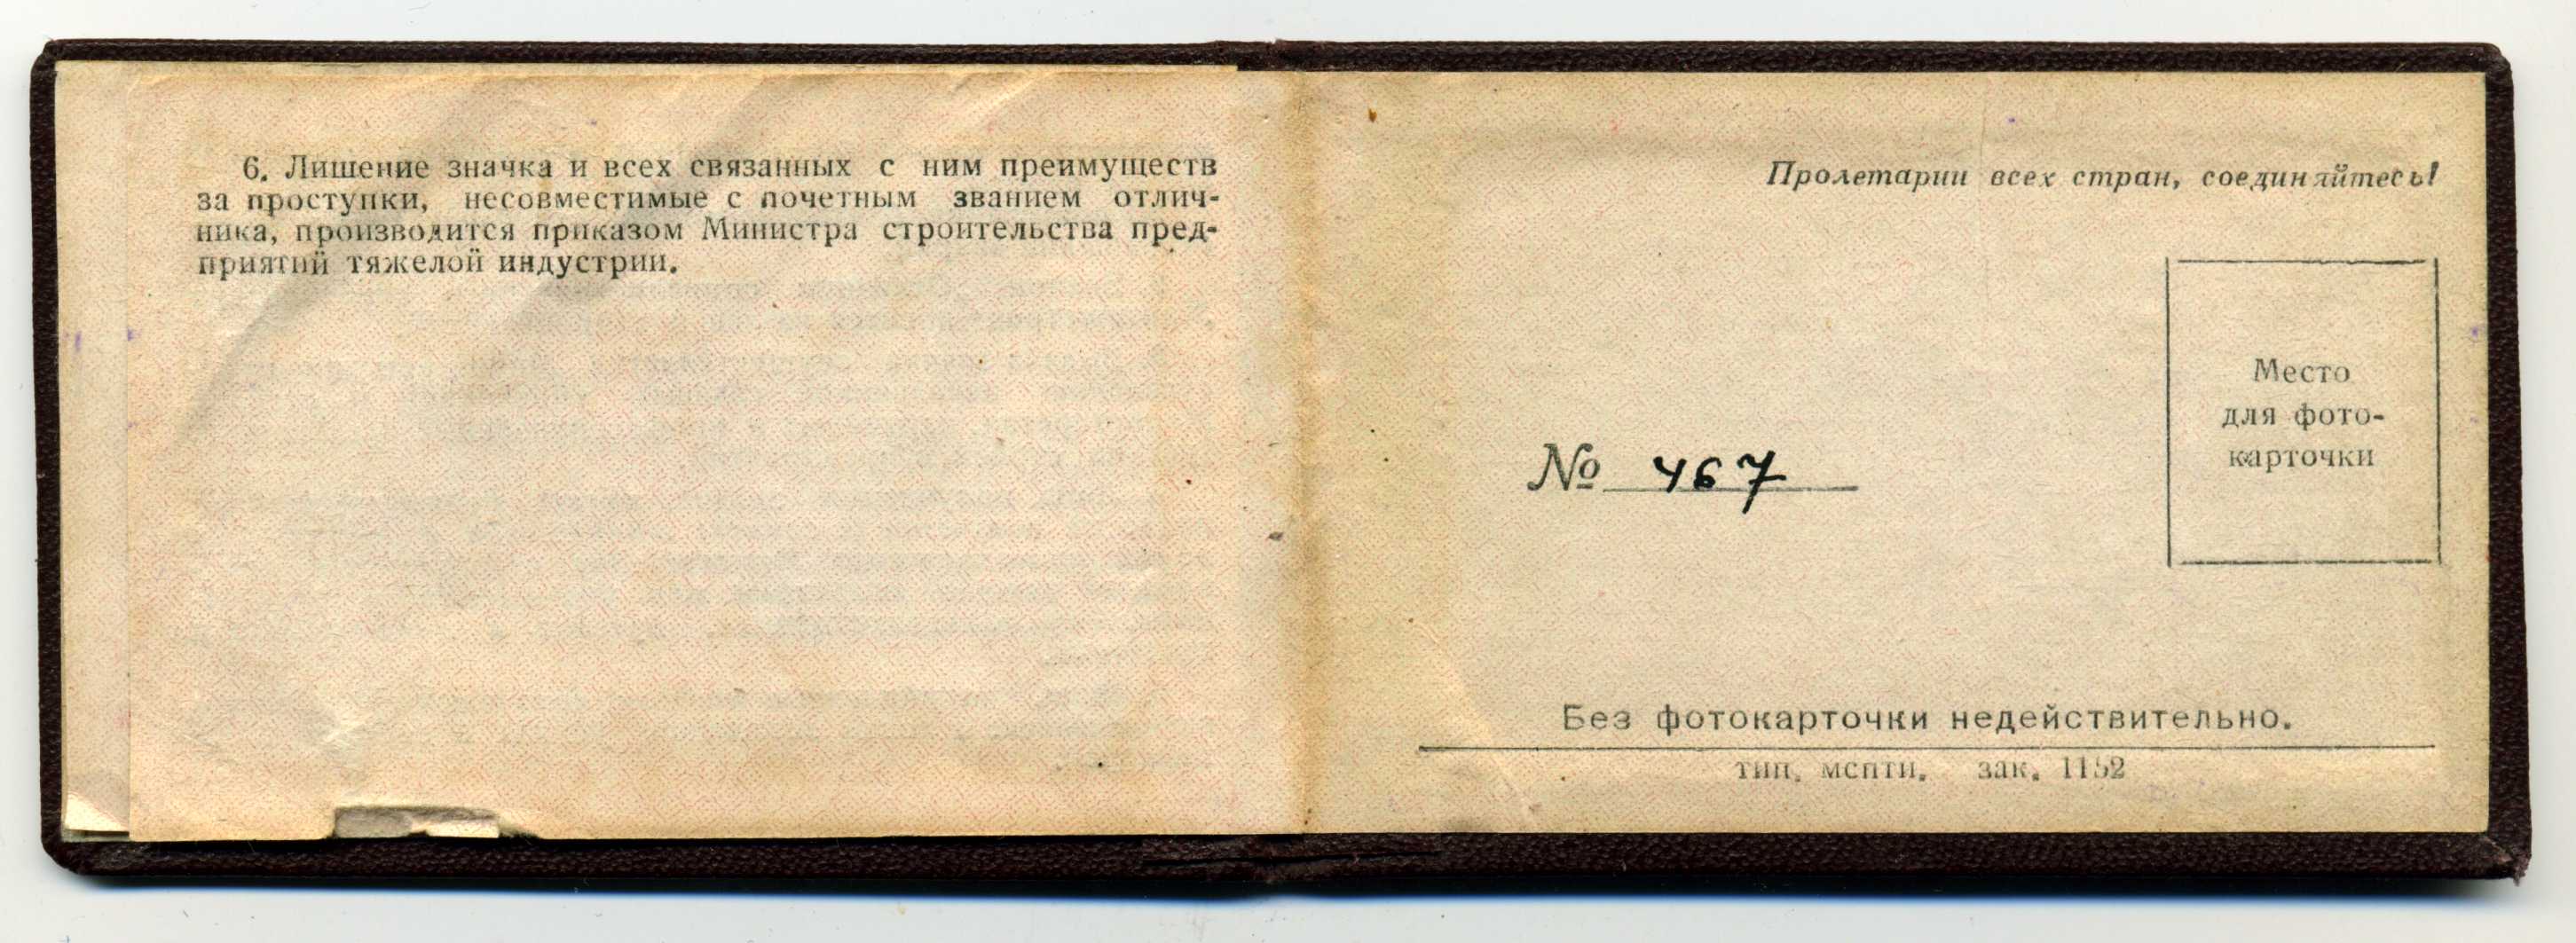 6. Лишение значка и всех связанных с ним преимуществ
за проступки, несовместимые с почетным званием отлич-
ника, производится приказом Министра строительства пред-
приятий тяжелой индустрии.
Пролетарии всех стран, соединяйтесь!
Место
для фото-
карточки
№ 467
Без фотокарточки недействительно.
тип. мспти. зак. 1152